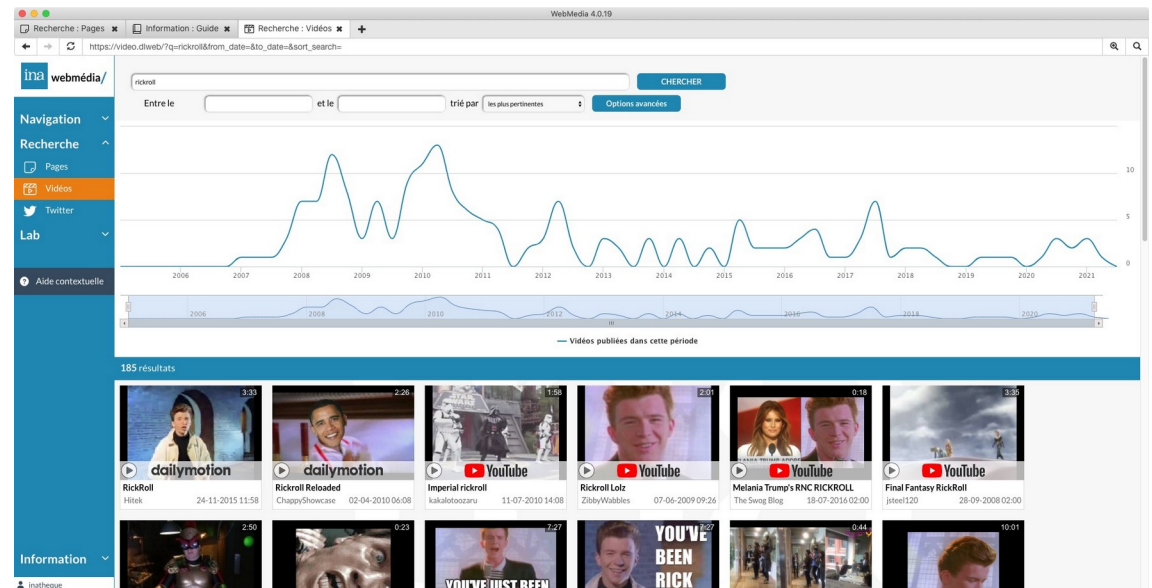 WebMedia 4.0.19
Recherche : Pages
Information : Guide
Recherche : Vidéos
https://video.dlweb/?q=rickroll&from_date=&to_date=&sort_search=
ina webmédia/
rickroll
CHERCHER
Entre le et le trié par les plus pertinentes Options avancées
Navigation
Recherche
Pages
Vidéos
Twitter
Lab
Aide contextuelle
10
5
0
2006 2007 2008 2009 2010 2011 2012 2013 2014 2015 2016 2017 2018 2019 2020 2021
2006 2008 2010 2012 2014 2016 2018 2020
Vidéos publiées dans cette période
185 résultats
3:33 2:26 1:58 2:01 0:18 3:35
STAR WARS
dailymotion dailymotion YouTube YouTube YouTube YouTube
RickRoll
Hitek 24-11-2015 11:58
Rickroll Reloaded
ChappyShowcase 02-04-2010 06:08
Imperial rickroll
kakalotoozaru 11-07-2010 14:08
Rickroll Lolz
ZibbyWabbles 07-06-2009 09:26
Melania Trump's RNC RICKROLL
The Swog Blog 18-07-2016 02:00
Final Fantasy RickRoll
jsteel120 28-09-2008 02:00
2:50 0:23 7:27 7:27 0:44 10:01
YOU'VE JUST BEEN
YOU'VE
BEEN
RICK
Information
inatheque